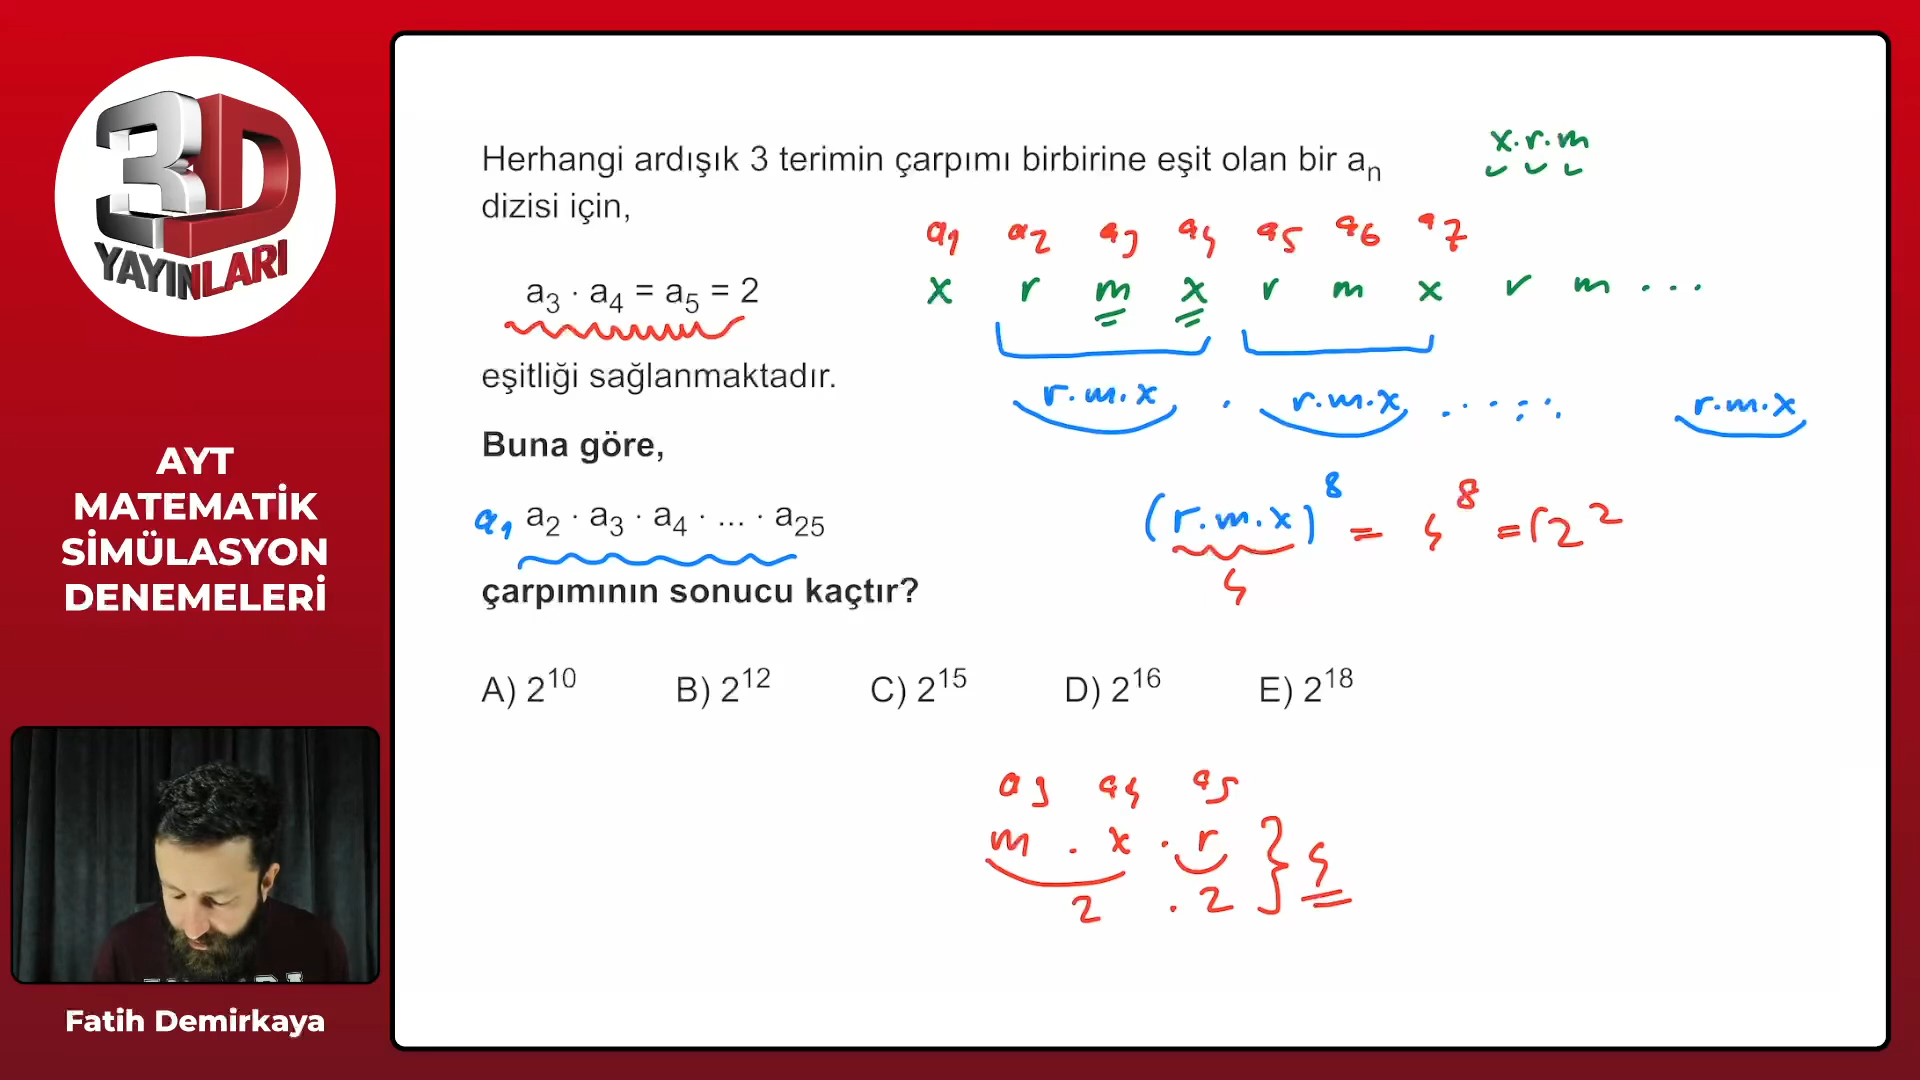 3D
YAYINLARI
AYT
MATEMATİK
SİMÜLASYON
DENEMELERİ
Fatih Demirkaya
Herhangi ardışık 3 terimin çarpımı birbirine eşit olan bir aₙ
dizisi için,
a₃ · a₄ = a₅ = 2
eşitliği sağlanmaktadır.
Buna göre,
a₁ a₂ · a₃ · a₄ · ... · a₂₅
çarpımının sonucu kaçtır?
A) 2¹⁰ B) 2¹² C) 2¹⁵ D) 2¹⁶ E) 2¹⁸
x.r.m
a₁ a₂ a₃ a₄ a₅ a₆ a₇
x r m x r m x r m ...
r.m.x . r.m.x ...... r.m.x
(r.m.x)⁸ = 4⁸ = (2²
4
a₃ a₄ a₅
m . x . r } 4
2 . 2